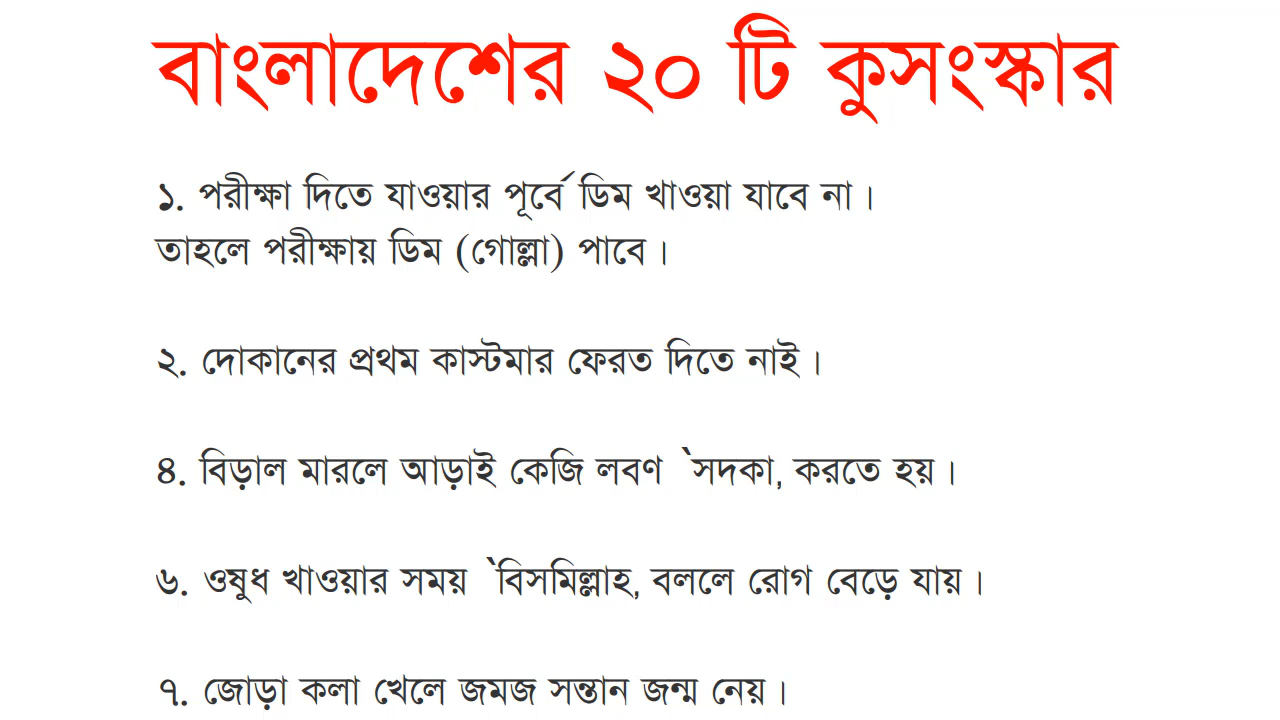 বাংলাদেশের ২০ টি কুসংস্কার
১. পরীক্ষা দিতে যাওয়ার পূর্বে ডিম খাওয়া যাবে না।
তাহলে পরীক্ষায় ডিম (গোল্লা) পাবে।
২. দোকানের প্রথম কাস্টমার ফেরত দিতে নাই।
৪. বিড়াল মারলে আড়াই কেজি লবণ `সদকা, করতে হয়।
৬. ওষুধ খাওয়ার সময় `বিসমিল্লাহ, বললে রোগ বেড়ে যায়।
৭. জোড়া কলা খেলে জমজ সন্তান জন্ম নেয়।